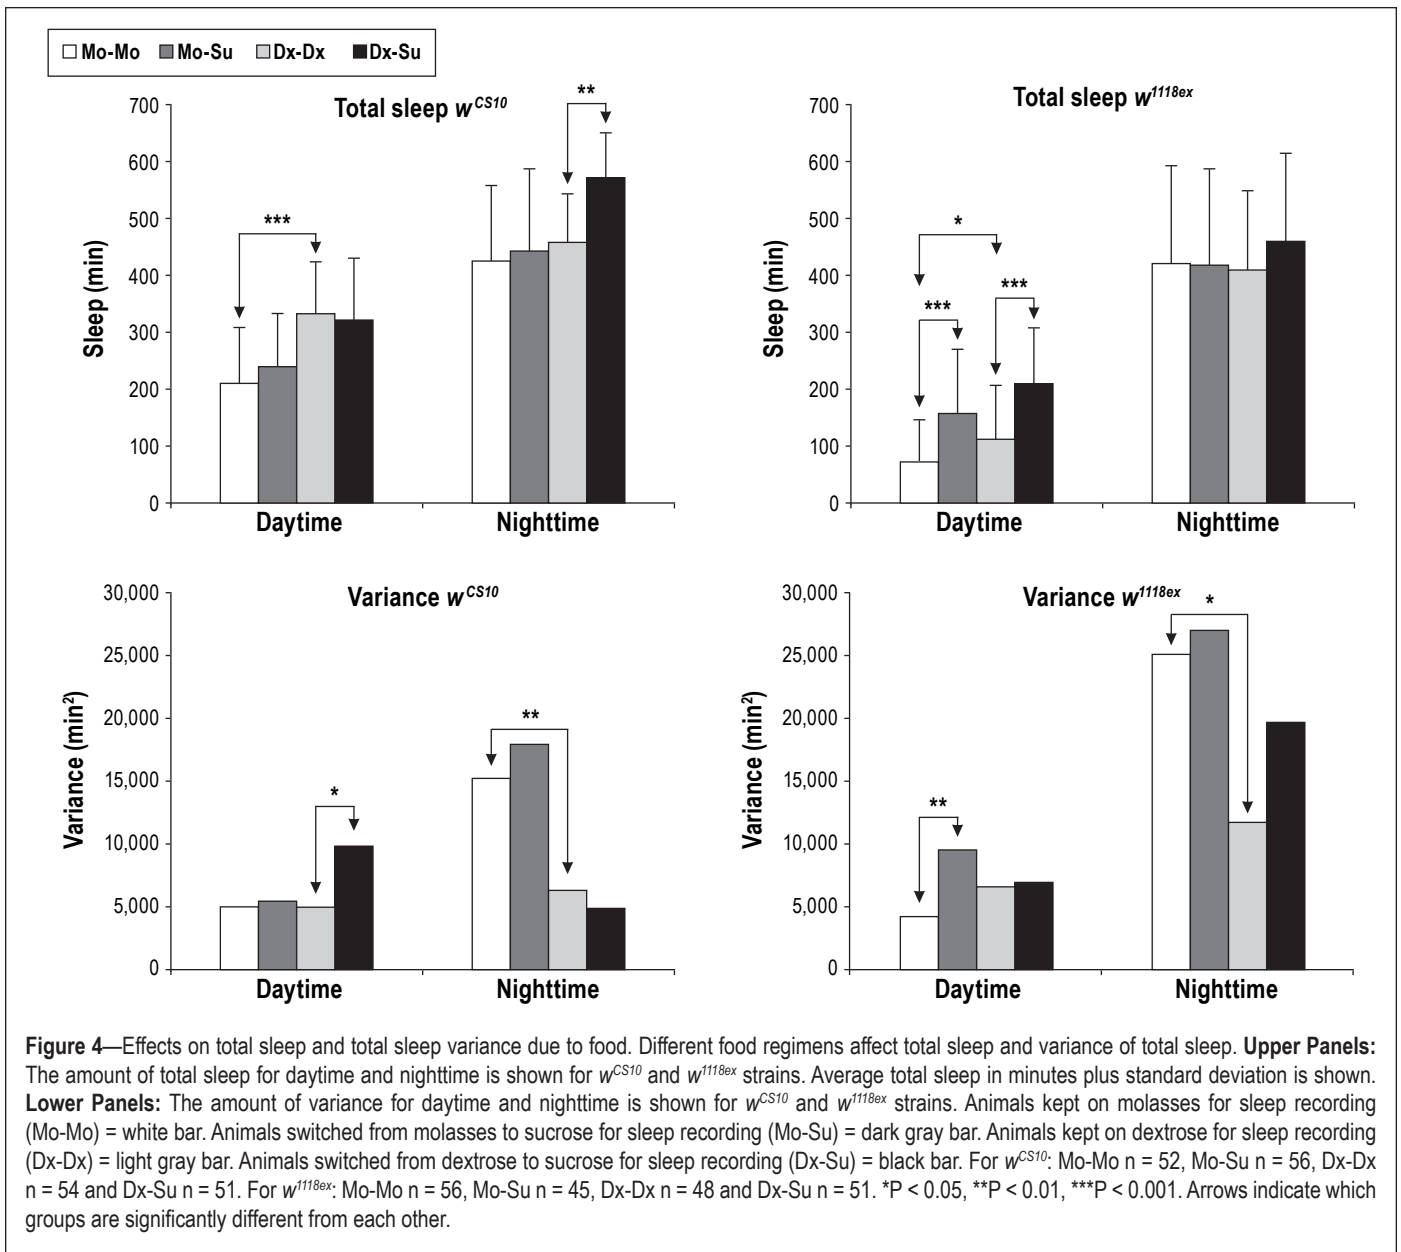 Mo-Mo Mo-Su Dx-Dx Dx-Su
Total sleep w^CS10
Sleep (min)
700
600
500
400
300
200
100
0
***
**
Daytime Nighttime
Total sleep w^1118ex
Sleep (min)
700
600
500
400
300
200
100
0
*
***
***
Daytime Nighttime
Variance w^CS10
Variance (min²)
30,000
25,000
20,000
15,000
10,000
5,000
0
*
**
Daytime Nighttime
Variance w^1118ex
Variance (min²)
30,000
25,000
20,000
15,000
10,000
5,000
0
**
*
Daytime Nighttime
Figure 4—Effects on total sleep and total sleep variance due to food. Different food regimens affect total sleep and variance of total sleep. Upper Panels:
The amount of total sleep for daytime and nighttime is shown for w^CS10 and w^1118ex strains. Average total sleep in minutes plus standard deviation is shown.
Lower Panels: The amount of variance for daytime and nighttime is shown for w^CS10 and w^1118ex strains. Animals kept on molasses for sleep recording
(Mo-Mo) = white bar. Animals switched from molasses to sucrose for sleep recording (Mo-Su) = dark gray bar. Animals kept on dextrose for sleep recording
(Dx-Dx) = light gray bar. Animals switched from dextrose to sucrose for sleep recording (Dx-Su) = black bar. For w^CS10: Mo-Mo n = 52, Mo-Su n = 56, Dx-Dx
n = 54 and Dx-Su n = 51. For w^1118ex: Mo-Mo n = 56, Mo-Su n = 45, Dx-Dx n = 48 and Dx-Su n = 51. *P < 0.05, **P < 0.01, ***P < 0.001. Arrows indicate which
groups are significantly different from each other.